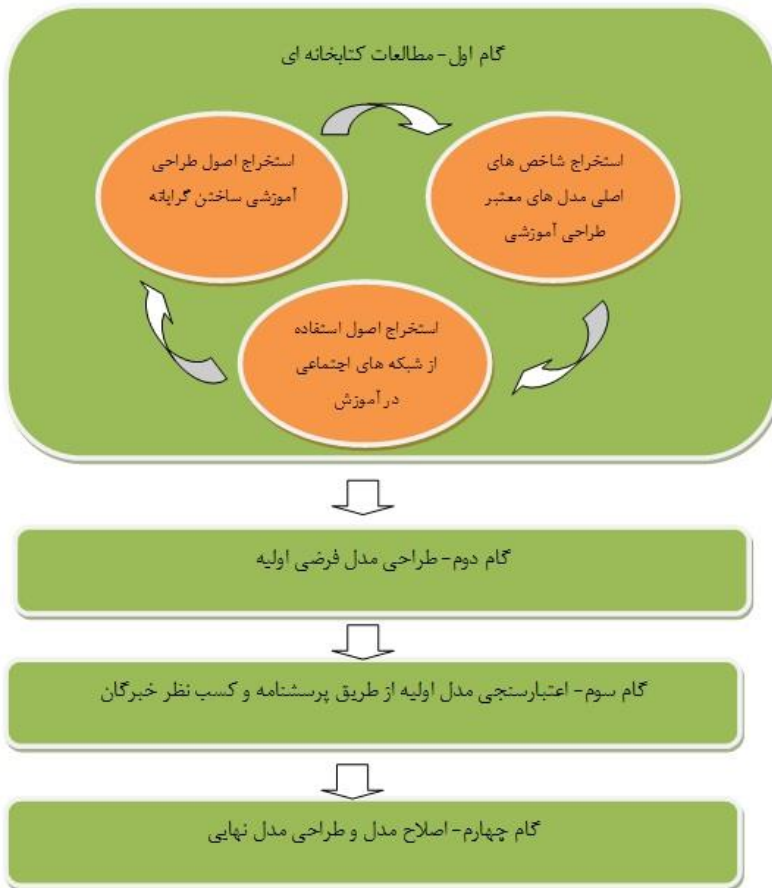 گام اول- مطالعات کتابخانه ای
استخراج شاخص های
اصلی مدل های معتبر
طراحی آموزشی
استخراج اصول طراحی
آموزشی ساختن گرایانه
استخراج اصول استفاده
از شبکه های اجتماعی
در آموزش
گام دوم- طراحی مدل فرضی اولیه
گام سوم- اعتبارسنجی مدل اولیه از طریق پرسشنامه و کسب نظر خبرگان
گام چهارم- اصلاح مدل و طراحی مدل نهایی